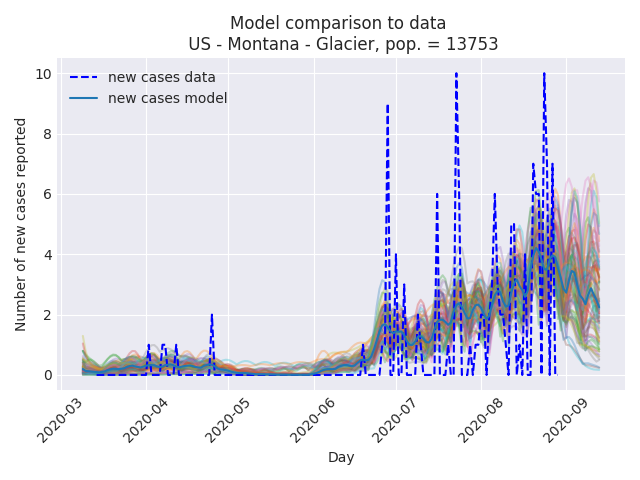 Model comparison to data
US - Montana - Glacier, pop. = 13753
new cases data
new cases model
Number of new cases reported
10
8
6
4
2
0
2020-03
2020-04
2020-05
2020-06
2020-07
2020-08
2020-09
Day